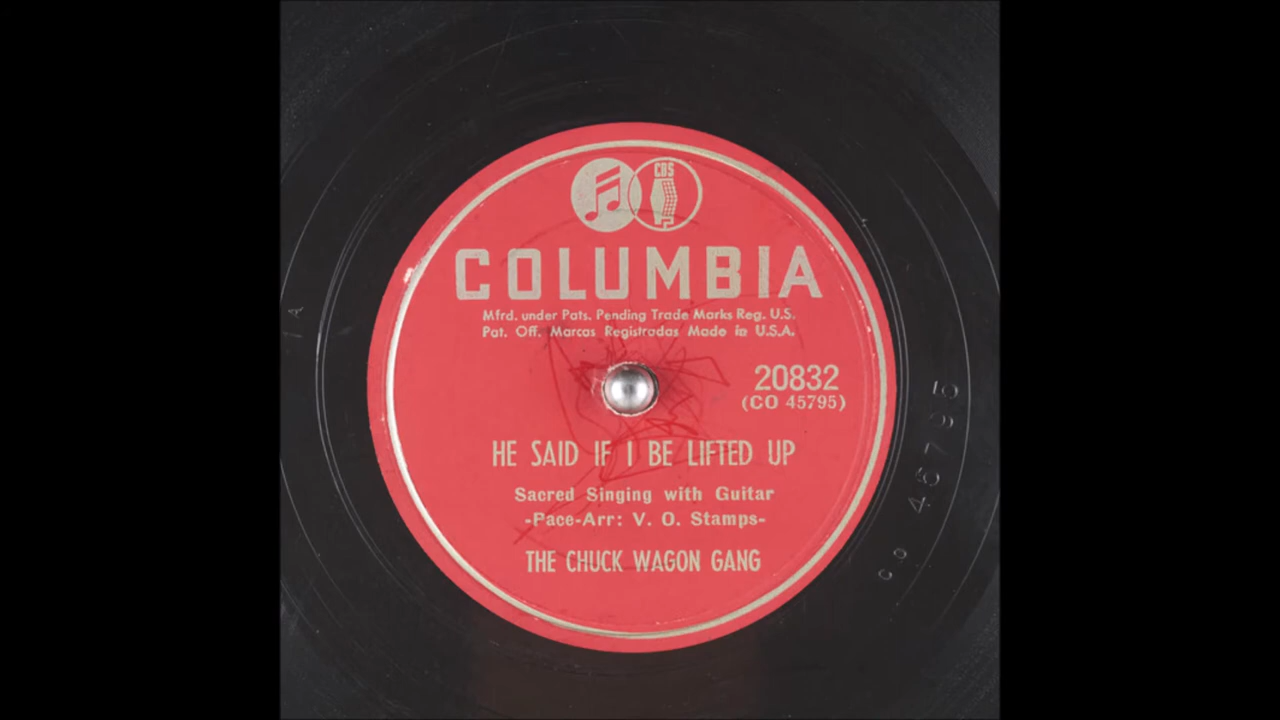 CBS
COLUMBIA
Mfrd. under Pats. Pending Trade Marks Reg. U.S.
Pat. Off. Marcas Registradas Made in U.S.A.
20832
(CO 45795)
HE SAID IF I BE LIFTED UP
Sacred Singing with Guitar
-Pace-Arr: V. O. Stamps-
THE CHUCK WAGON GANG
CO 45795
1A